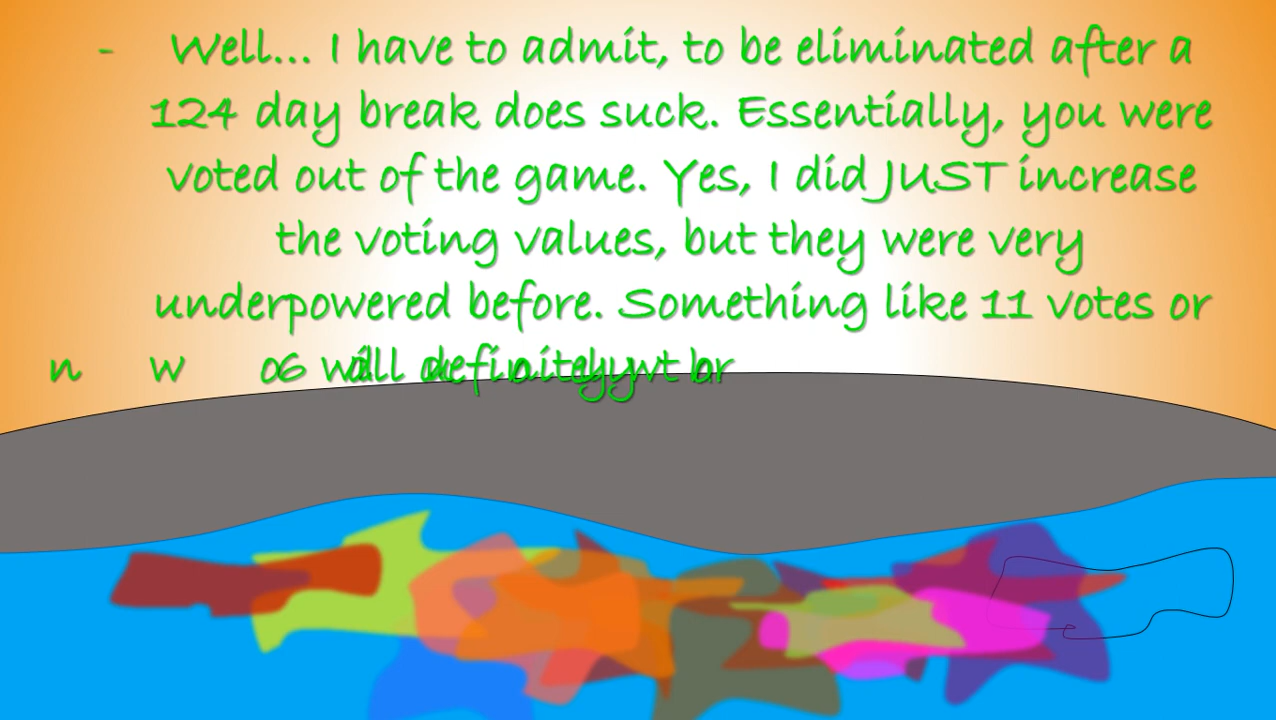 - Well... I have to admit, to be eliminated after a
124 day break does suck. Essentially, you were
voted out of the game. Yes, I did JUST increase
the voting values, but they were very
underpowered before. Something like 11 votes or
will definitely